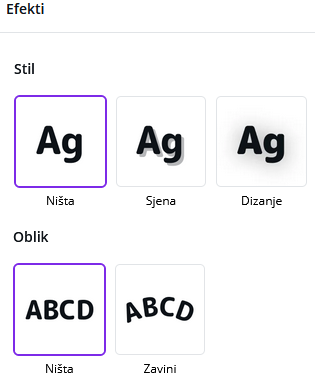 Efekti
Stil
Ag Ag Ag
Ništa Sjena Dizanje
Oblik
ABCD ABCD
Ništa Zavini